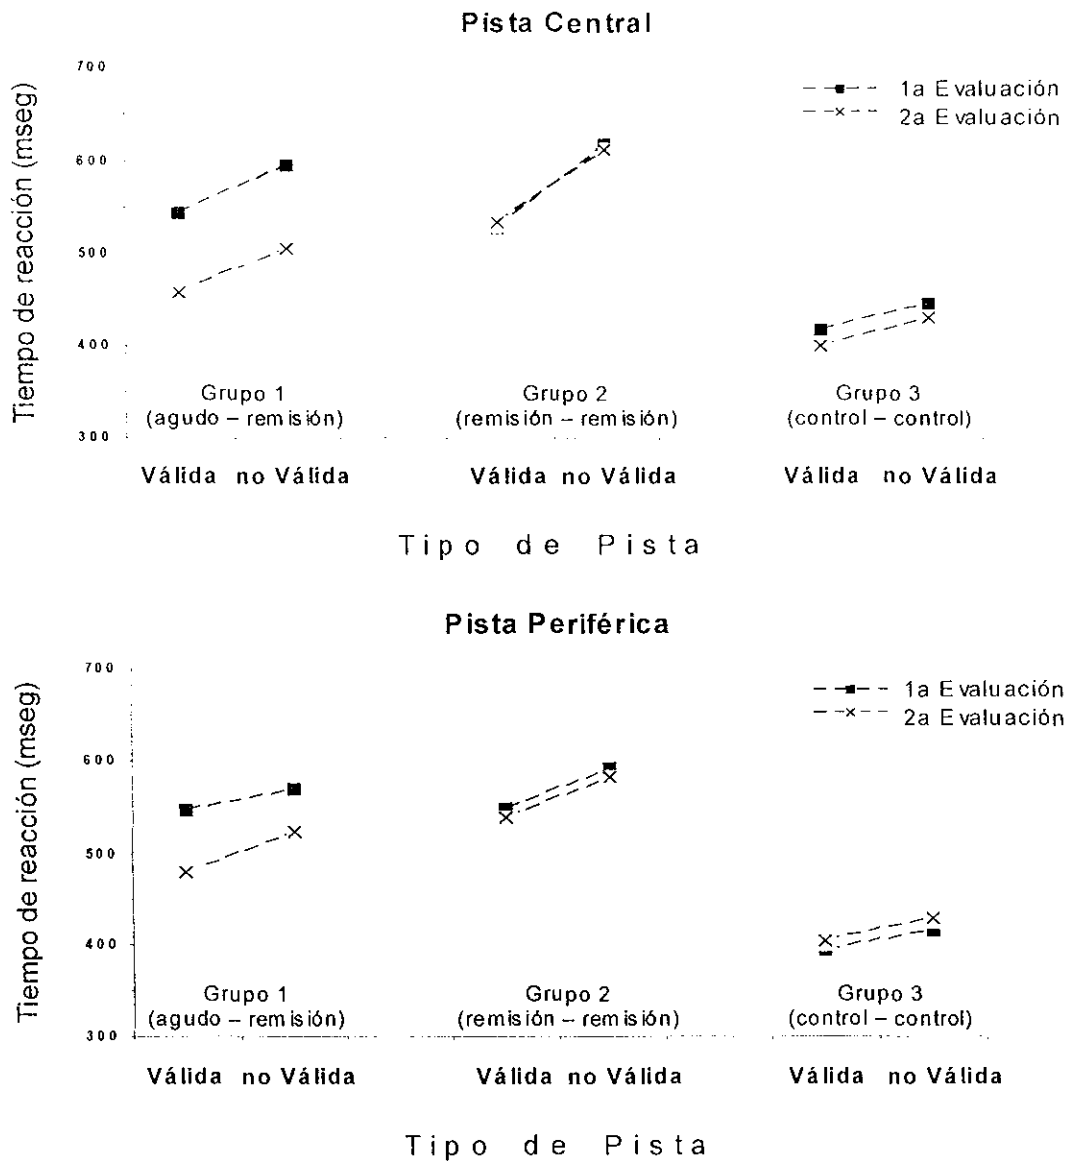 Pista Central
Tiempo de reacción (mseg)
700
600
500
400
300
1a Evaluación
2a Evaluación
Grupo 1
(agudo – remisión)
Grupo 2
(remisión – remisión)
Grupo 3
(control – control)
Válida no Válida
Válida no Válida
Válida no Válida
Tipo de Pista
Pista Periférica
Tiempo de reacción (mseg)
700
600
500
400
300
1a Evaluación
2a Evaluación
Grupo 1
(agudo – remisión)
Grupo 2
(remisión – remisión)
Grupo 3
(control – control)
Válida no Válida
Válida no Válida
Válida no Válida
Tipo de Pista